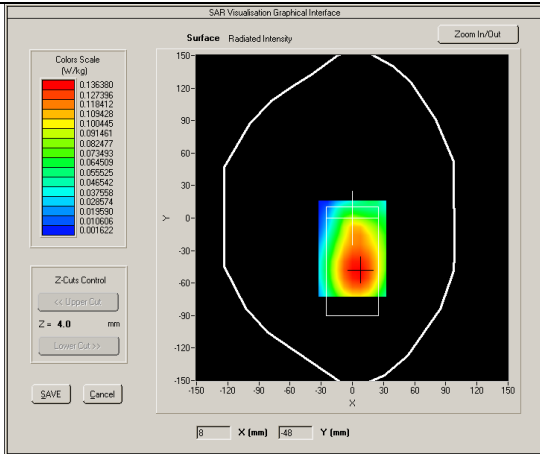 SAR Visualisation Graphical Interface
Surface Radiated Intensity
Zoom In/Out
Colors Scale
(W/kg)
0.136380
0.127396
0.118412
0.109428
0.100445
0.091461
0.082477
0.073493
0.064509
0.055525
0.046542
0.037558
0.028574
0.019590
0.010606
0.001622
Z-Cuts Control
<< Upper Cut
Z = 4.0 mm
Lower Cut >>
SAVE
Cancel
150
120
90
60
30
0
-30
-60
-90
-120
-150
Y
-150 -120 -90 -60 -30 0 30 60 90 120 150
X
8 X (mm) -48 Y (mm)